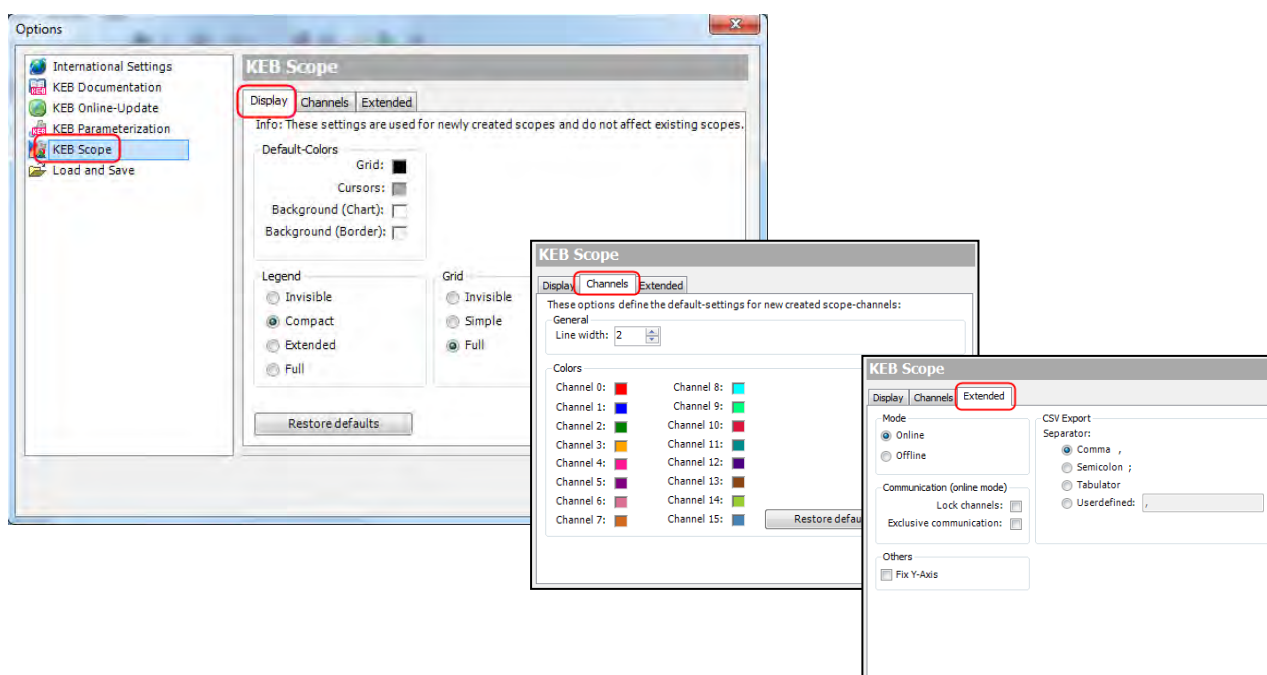 Options
International Settings
KEB Documentation
KEB Online-Update
KEB Parameterization
KEB Scope
Load and Save
KEB Scope
Display Channels Extended
Info: These settings are used for newly created scopes and do not affect existing scopes.
Default-Colors
Grid:
Cursors:
Background (Chart):
Background (Border):
Legend
Invisible
Compact
Extended
Full
Grid
Invisible
Simple
Full
Restore defaults
KEB Scope
Display Channels Extended
These options define the default-settings for new created scope-channels:
General
Line width: 2
Colors
Channel 0:
Channel 1:
Channel 2:
Channel 3:
Channel 4:
Channel 5:
Channel 6:
Channel 7:
Channel 8:
Channel 9:
Channel 10:
Channel 11:
Channel 12:
Channel 13:
Channel 14:
Channel 15:
Restore defau
KEB Scope
Display Channels Extended
Mode
Online
Offline
Communication (online mode)
Lock channels:
Exclusive communication:
Others
Fix Y-Axis
CSV Export
Separator:
Comma ,
Semicolon ;
Tabulator
Userdefined: ,